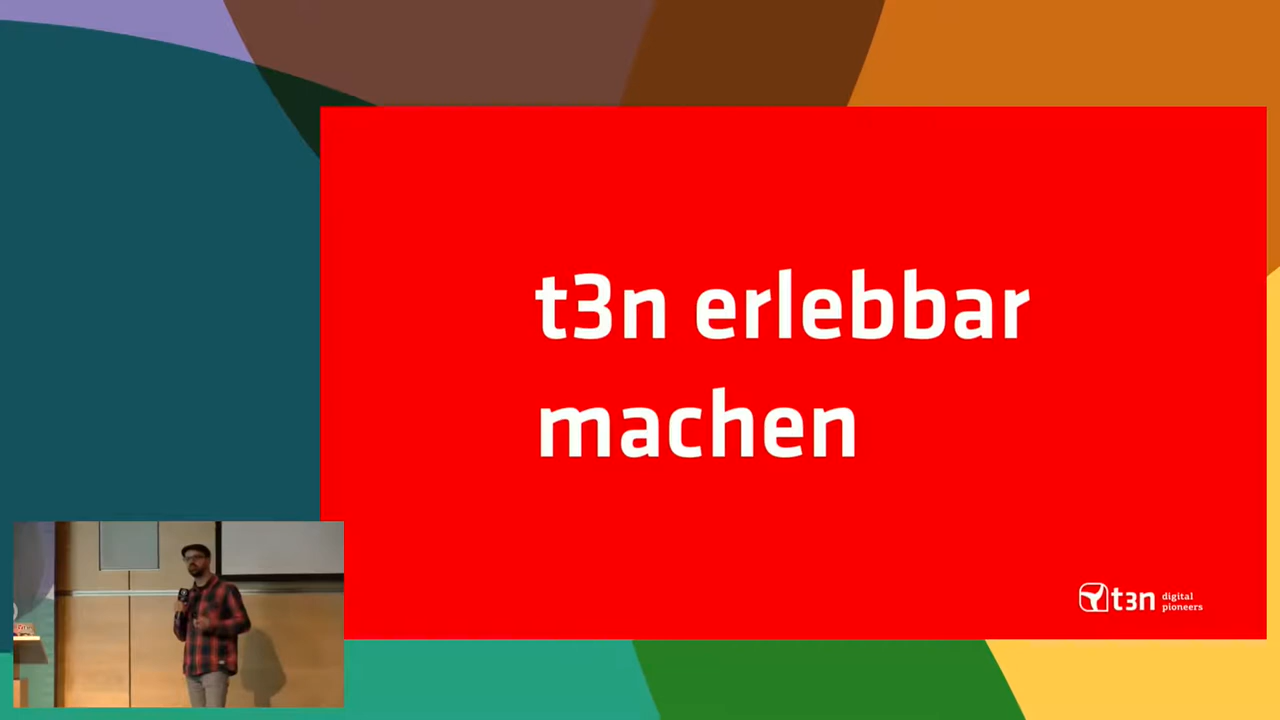 t3n erlebbar
machen
t3n digital
pioneers